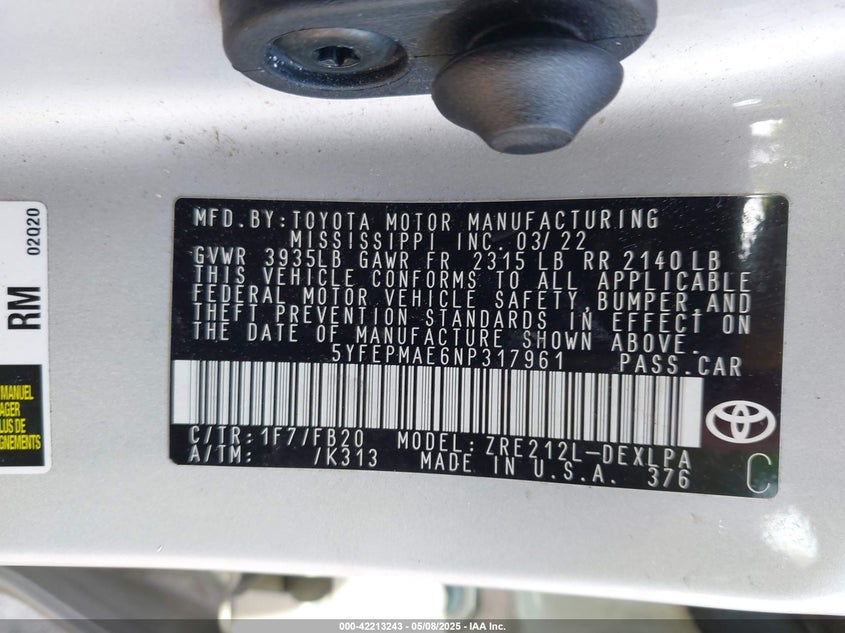 MFD.BY:TOYOTA MOTOR MANUFACTURING
MISSISSIPPI INC. 03/22
GVWR 3935LB GAWR FR 2315 LB RR 2140 LB
THIS VEHICLE CONFORMS TO ALL APPLICABLE
FEDERAL MOTOR VEHICLE SAFETY, BUMPER, AND
THEFT PREVENTION STANDARDS IN EFFECT ON
THE DATE OF MANUFACTURE SHOWN ABOVE.
5YFEPMAE6NP317961 PASS.CAR
C/TR:1F7/FB20 MODEL:ZRE212L-DEXLPA
A/TM: /K313 MADE IN U.S.A. 376
C
RM 02Q20
MANUEL
LUS DE
GNEMENTS
000-42213243 - 05/08/2025 - IAA Inc.